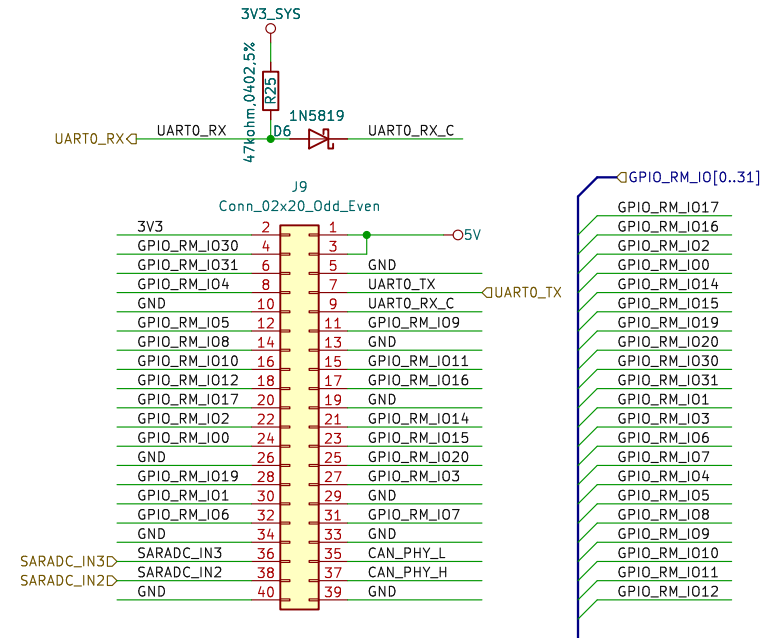 3V3_SYS
47kohm,0402,5%
R25
1N5819
UART0_RX
UART0_RX
D6
UART0_RX_C
J9
Conn_02x20_Odd_Even
3V3 2 1 5V
GPIO_RM_IO30 4 3
GPIO_RM_IO31 6 5 GND
GPIO_RM_IO4 8 7 UART0_TX UART0_TX
GND 10 9 UART0_RX_C
GPIO_RM_IO5 12 11 GPIO_RM_IO9
GPIO_RM_IO8 14 13 GND
GPIO_RM_IO10 16 15 GPIO_RM_IO11
GPIO_RM_IO12 18 17 GPIO_RM_IO16
GPIO_RM_IO17 20 19 GND
GPIO_RM_IO2 22 21 GPIO_RM_IO14
GPIO_RM_IO0 24 23 GPIO_RM_IO15
GND 26 25 GPIO_RM_IO20
GPIO_RM_IO19 28 27 GPIO_RM_IO3
GPIO_RM_IO1 30 29 GND
GPIO_RM_IO6 32 31 GPIO_RM_IO7
GND 34 33 GND
SARADC_IN3 SARADC_IN3 36 35 CAN_PHY_L
SARADC_IN2 SARADC_IN2 38 37 CAN_PHY_H
GND 40 39 GND
GPIO_RM_IO[0..31]
GPIO_RM_IO17
GPIO_RM_IO16
GPIO_RM_IO2
GPIO_RM_IO0
GPIO_RM_IO14
GPIO_RM_IO15
GPIO_RM_IO19
GPIO_RM_IO20
GPIO_RM_IO30
GPIO_RM_IO31
GPIO_RM_IO1
GPIO_RM_IO3
GPIO_RM_IO6
GPIO_RM_IO7
GPIO_RM_IO4
GPIO_RM_IO5
GPIO_RM_IO8
GPIO_RM_IO9
GPIO_RM_IO10
GPIO_RM_IO11
GPIO_RM_IO12